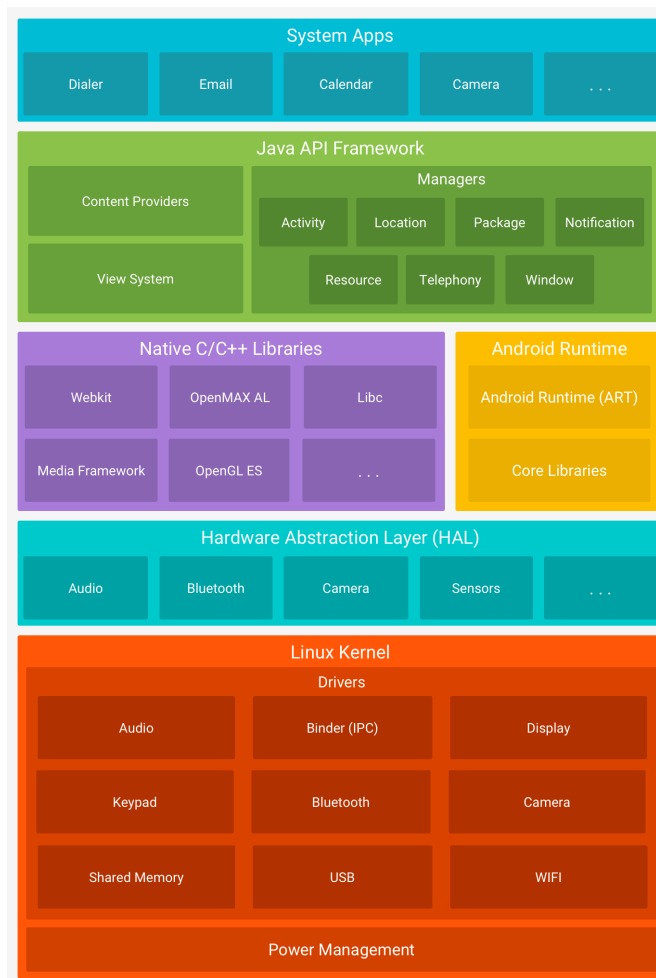 System Apps
Dialer
Email
Calendar
Camera
. . .
Java API Framework
Content Providers
View System
Managers
Activity
Location
Package
Notification
Resource
Telephony
Window
Native C/C++ Libraries
Webkit
OpenMAX AL
Libc
Media Framework
OpenGL ES
. . .
Android Runtime
Android Runtime (ART)
Core Libraries
Hardware Abstraction Layer (HAL)
Audio
Bluetooth
Camera
Sensors
. . .
Linux Kernel
Drivers
Audio
Binder (IPC)
Display
Keypad
Bluetooth
Camera
Shared Memory
USB
WIFI
Power Management